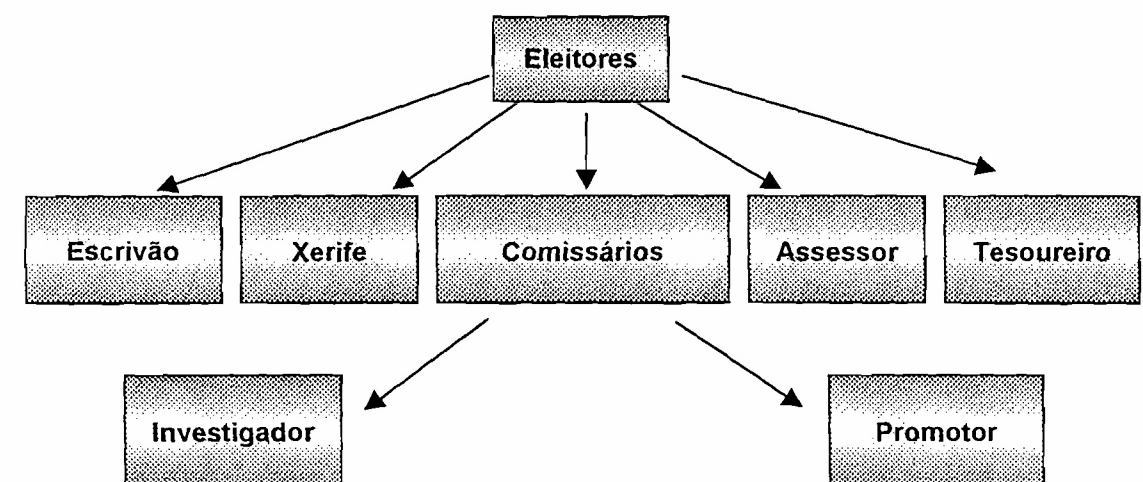 Eleitores
Escrivão
Xerife
Comissários
Assessor
Tesoureiro
Investigador
Promotor